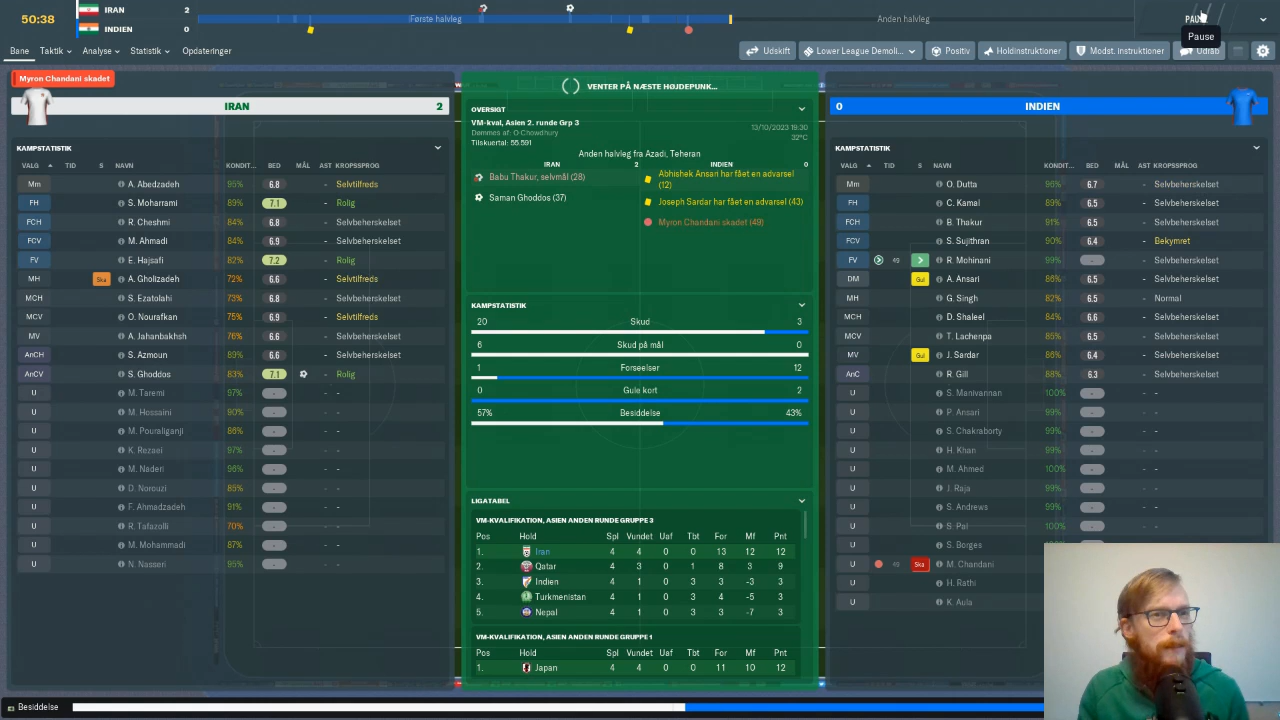 50:38
IRAN 2
INDIEN 0
Første halvleg
Anden halvleg
Pause
Bane Taktik Analyse Statistik Opdateringer
Udskift Lower League Demoli... Positiv Holdinstruktioner Modst. instruktioner Udråb
Myron Chandani skadet
IRAN 2
KAMPSTATISTIK
VALG TID S NAVN KONDIT... BED MÅL AST KROPSSPROG
Mm A. Abedzadeh 95% 6.8 - Selvtilfreds
FH S. Moharrami 89% 7.1 - Rolig
FCH R. Cheshmi 84% 6.8 - Selvbeherskelset
FCV M. Ahmadi 84% 6.9 - Selvbeherskelset
FV E. Hajsafi 82% 7.2 - Rolig
MH Ska A. Gholizadeh 72% 6.6 - Selvtilfreds
MCH S. Ezatolahi 73% 6.8 - Selvbeherskelset
MCV O. Nourafkan 75% 6.9 - Selvtilfreds
MV A. Jahanbakhsh 76% 6.6 - Selvbeherskelset
AnCH S. Azmoun 89% 6.6 - Selvbeherskelset
AnCV S. Ghoddos 83% 7.1 - Rolig
U M. Taremi 97% - - -
U M. Hossaini 90% - - -
U M. Pouraliganji 86% - - -
U K. Rezaei 97% - - -
U M. Naderi 96% - - -
U D. Norouzi 85% - - -
U F. Ahmadzadeh 91% - - -
U R. Tafazolli 70% - - -
U M. Mohammadi 87% - - -
U N. Nasseri 95% - - -
VENTER PÅ NÆSTE HØJDEPUNK...
OVERSIGT
VM-kval, Asien 2. runde Grp 3
Dømmes af: O Chowdhury
Tilskuertal: 55.591
13/10/2023 19.30
32°C
Anden halvleg fra Azadi, Teheran
IRAN 2 INDIEN 0
Babu Thakur, selvmål (28)
Saman Ghoddos (37)
Abhishek Ansari har fået en advarsel (12)
Joseph Sardar har fået en advarsel (43)
Myron Chandani skadet (49)
KAMPSTATISTIK
20 Skud 3
6 Skud på mål 0
1 Forseelser 12
0 Gule kort 2
57% Besiddelse 43%
LIGATABEL
VM-KVALIFIKATION, ASIEN ANDEN RUNDE GRUPPE 3
Pos Hold Spl Vundet Uaf Tbt For Mf Pnt
1. Iran 4 4 0 0 13 12 12
2. Qatar 4 3 0 1 8 3 9
3. Indien 4 1 0 3 3 -3 3
4. Turkmenistan 4 1 0 3 4 -5 3
5. Nepal 4 1 0 3 3 -7 3
VM-KVALIFIKATION, ASIEN ANDEN RUNDE GRUPPE 1
Pos Hold Spl Vundet Uaf Tbt For Mf Pnt
1. Japan 4 4 0 0 11 10 12
0 INDIEN
KAMPSTATISTIK
VALG TID S NAVN KONDIT... BED MÅL AST KROPSSPROG
Mm O. Dutta 96% 6.7 - Selvbeherskelset
FH C. Kamal 89% 6.5 - Selvbeherskelset
FCH B. Thakur 91% 6.5 - Selvbeherskelset
FCV S. Sujithran 90% 6.4 - Bekymret
FV 49 R. Mohinani 99% - - Selvbeherskelset
DM Gul A. Ansari 86% 6.5 - Selvbeherskelset
MH G. Singh 82% 6.5 - Normal
MCH D. Shaleel 84% 6.6 - Selvbeherskelset
MCV T. Lachenpa 85% 6.5 - Selvbeherskelset
MV Gul J. Sardar 86% 6.4 - Selvbeherskelset
AnC R. Gill 88% 6.3 - Selvbeherskelset
U S. Manivannan 100% - - -
U P. Ansari 99% - - -
U S. Chakraborty 99% - - -
U H. Khan 99% - - -
U M. Ahmed 100% - - -
U J. Raja 99% - - -
U S. Andrews 99% - - -
U S. Pal 100% - - -
U S. Borges
U 49 Ska M. Chandani
U H. Rathi
U K. Aula
Besiddelse